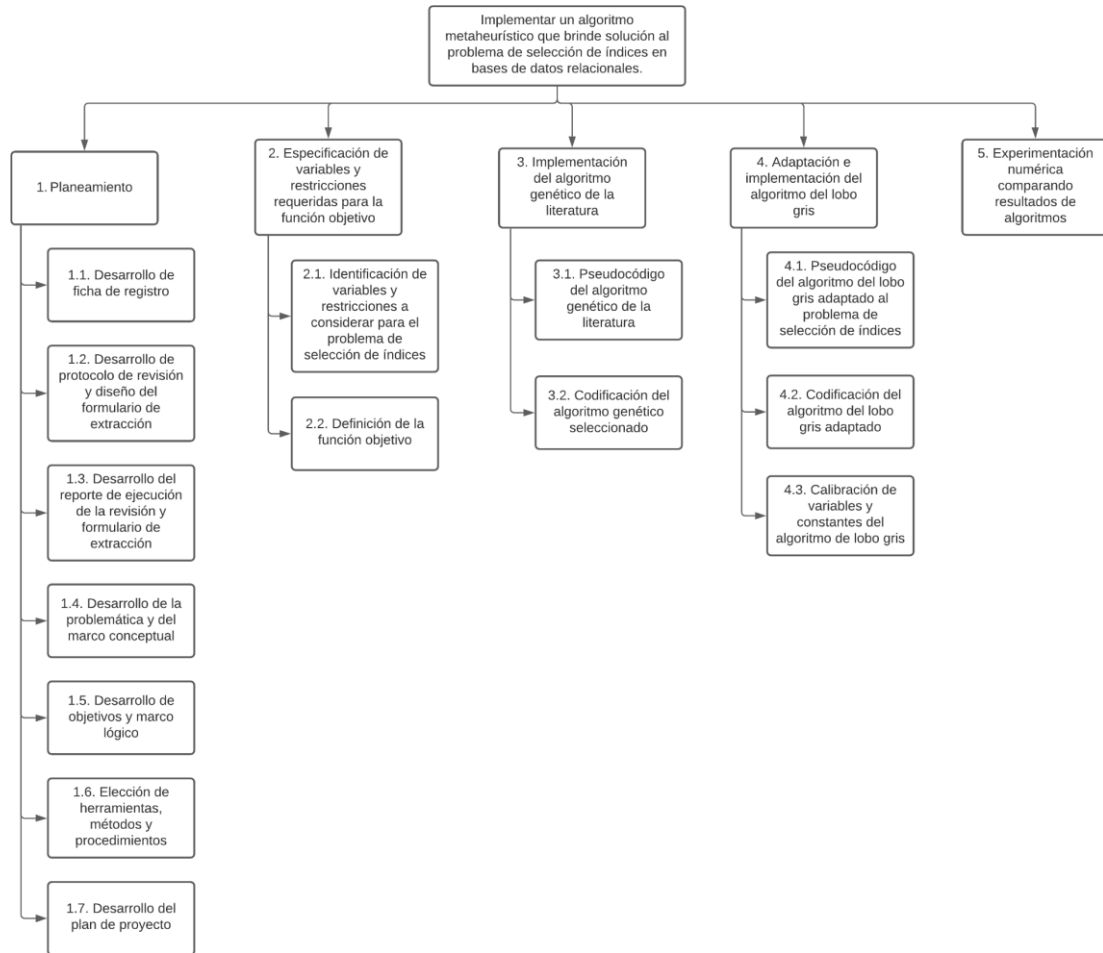 Implementar un algoritmo
metaheurístico que brinde solución al
problema de selección de índices en
bases de datos relacionales.
1. Planeamiento
1.1. Desarrollo de
ficha de registro
1.2. Desarrollo de
protocolo de revisión
y diseño del
formulario de
extracción
1.3. Desarrollo del
reporte de ejecución
de la revisión y
formulario de
extracción
1.4. Desarrollo de la
problemática y del
marco conceptual
1.5. Desarrollo de
objetivos y marco
lógico
1.6. Elección de
herramientas,
métodos y
procedimientos
1.7. Desarrollo del
plan de proyecto
2. Especificación de
variables y
restricciones
requeridas para la
función objetivo
2.1. Identificación de
variables y
restricciones a
considerar para el
problema de
selección de índices
2.2. Definición de la
función objetivo
3. Implementación
del algoritmo
genético de la
literatura
3.1. Pseudocódigo
del algoritmo
genético de la
literatura
3.2. Codificación del
algoritmo genético
seleccionado
4. Adaptación e
implementación del
algoritmo del lobo
gris
4.1. Pseudocódigo
del algoritmo del lobo
gris adaptado al
problema de
selección de índices
4.2. Codificación del
algoritmo del lobo
gris adaptado
4.3. Calibración de
variables y
constantes del
algoritmo de lobo gris
5. Experimentación
numérica
comparando
resultados de
algoritmos